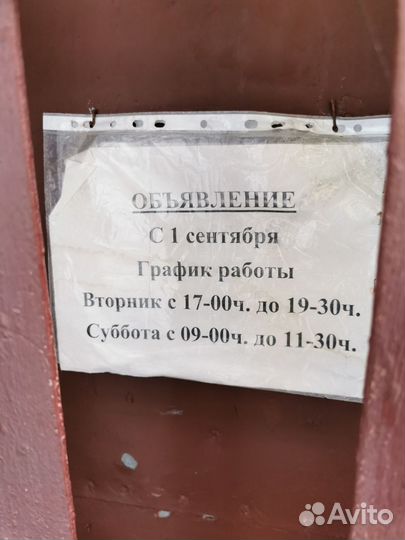 ОБЪЯВЛЕНИЕ
С 1 сентября
График работы
Вторник с 17-00ч. до 19-30ч.
Суббота с 09-00ч. до 11-30ч.
Avito